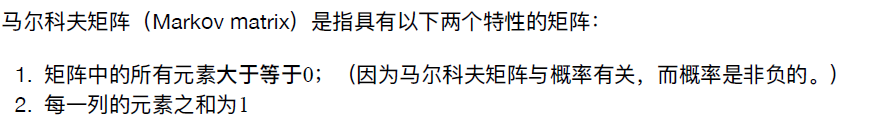 马尔科夫矩阵（Markov matrix）是指具有以下两个特性的矩阵：
1. 矩阵中的所有元素大于等于0；（因为马尔科夫矩阵与概率有关，而概率是非负的。）
2. 每一列的元素之和为1